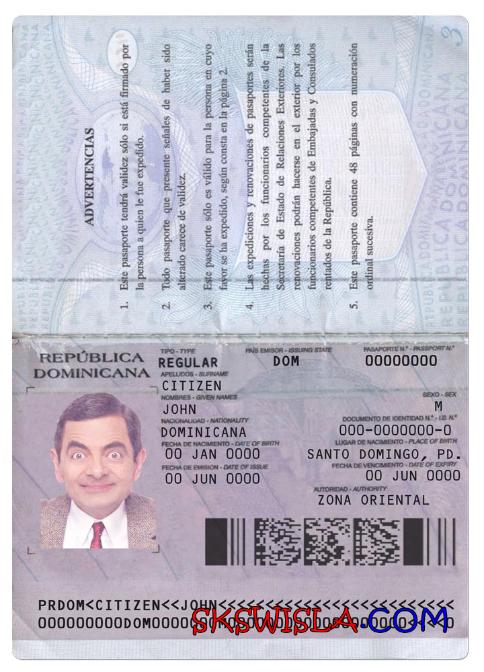 ADVERTENCIAS
1. Este pasaporte tendrá validez sólo si está firmado por
la persona a quien le fue expedido.
2. Todo pasaporte que presente señales de haber sido
alterado carece de validez.
3. Este pasaporte sólo es válido para la persona en cuyo
favor se ha expedido, según consta en la página 2.
4. Las expediciones y renovaciones de pasaportes serán
hechas por los funcionarios competentes de la
Secretaría de Estado de Relaciones Exteriores. Las
renovaciones podrán hacerse en el exterior por los
funcionarios competentes de Embajadas y Consulados
rentados de la República.
5. Este pasaporte contiene 48 páginas con numeración
ordinal sucesiva.
3
REPÚBLICA
DOMINICANA
TIPO - TYPE PAÍS EMISOR - ISSUING STATE PASAPORTE N.° - PASSPORT N.°
REGULAR DOM 00000000
APELLIDOS - SURNAME
CITIZEN
NOMBRES - GIVEN NAMES SEXO - SEX
JOHN M
NACIONALIDAD - NATIONALITY DOCUMENTO DE IDENTIDAD N.° - I.D. N.°
DOMINICANA 000-0000000-0
FECHA DE NACIMIENTO - DATE OF BIRTH LUGAR DE NACIMIENTO - PLACE OF BIRTH
00 JAN 0000 SANTO DOMINGO, PD.
FECHA DE EMISION - DATE OF ISSUE FECHA DE VENCIMIENTO - DATE OF EXPIRY
00 JUN 0000 00 JUN 0000
AUTORIDAD - AUTHORITY
ZONA ORIENTAL
PRDOM<CITIZEN<<JOHN<<<<<<<<<<<<<<<<<<<<<<<<<
SKSWISLA.COM